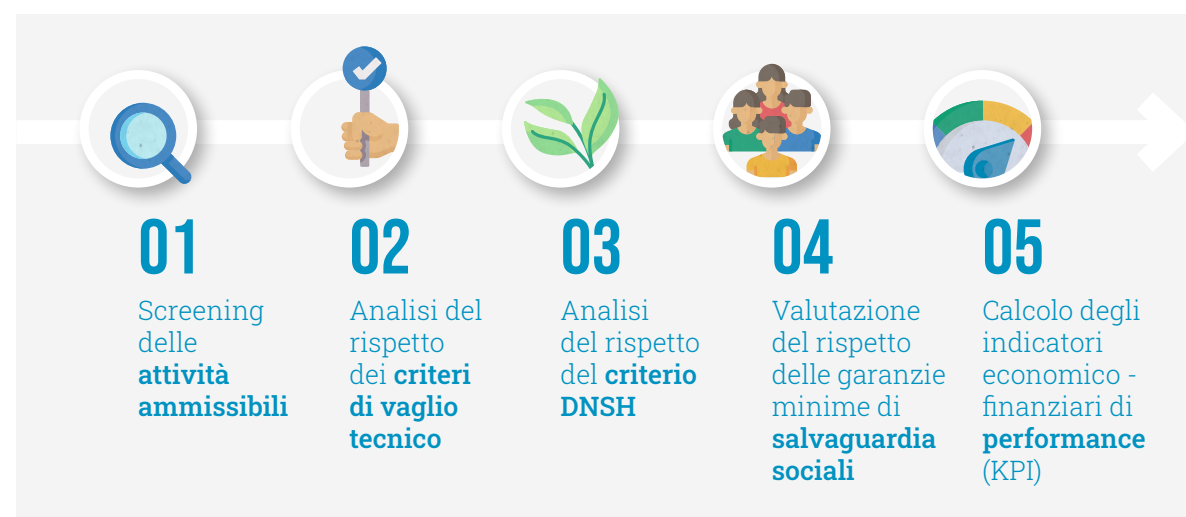 01
Screening
delle
attività
ammissibili
02
Analisi del
rispetto
dei criteri
di vaglio
tecnico
03
Analisi
del rispetto
del criterio
DNSH
04
Valutazione
del rispetto
delle garanzie
minime di
salvaguardia
sociali
05
Calcolo degli
indicatori
economico -
finanziari di
performance
(KPI)